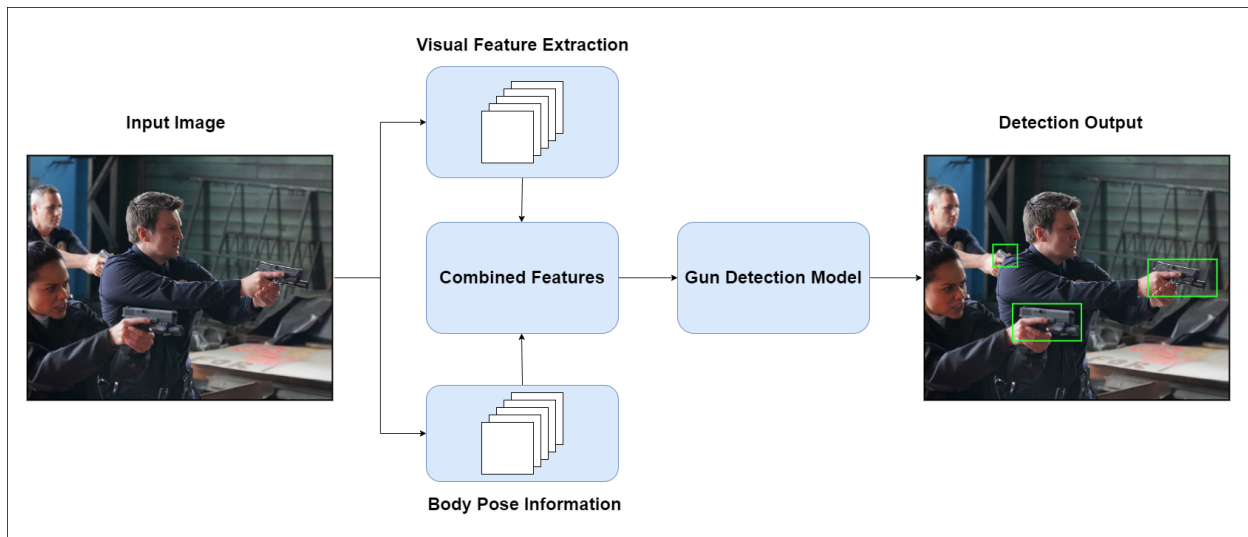 Visual Feature Extraction
Input Image
Detection Output
Combined Features
Gun Detection Model
Body Pose Information